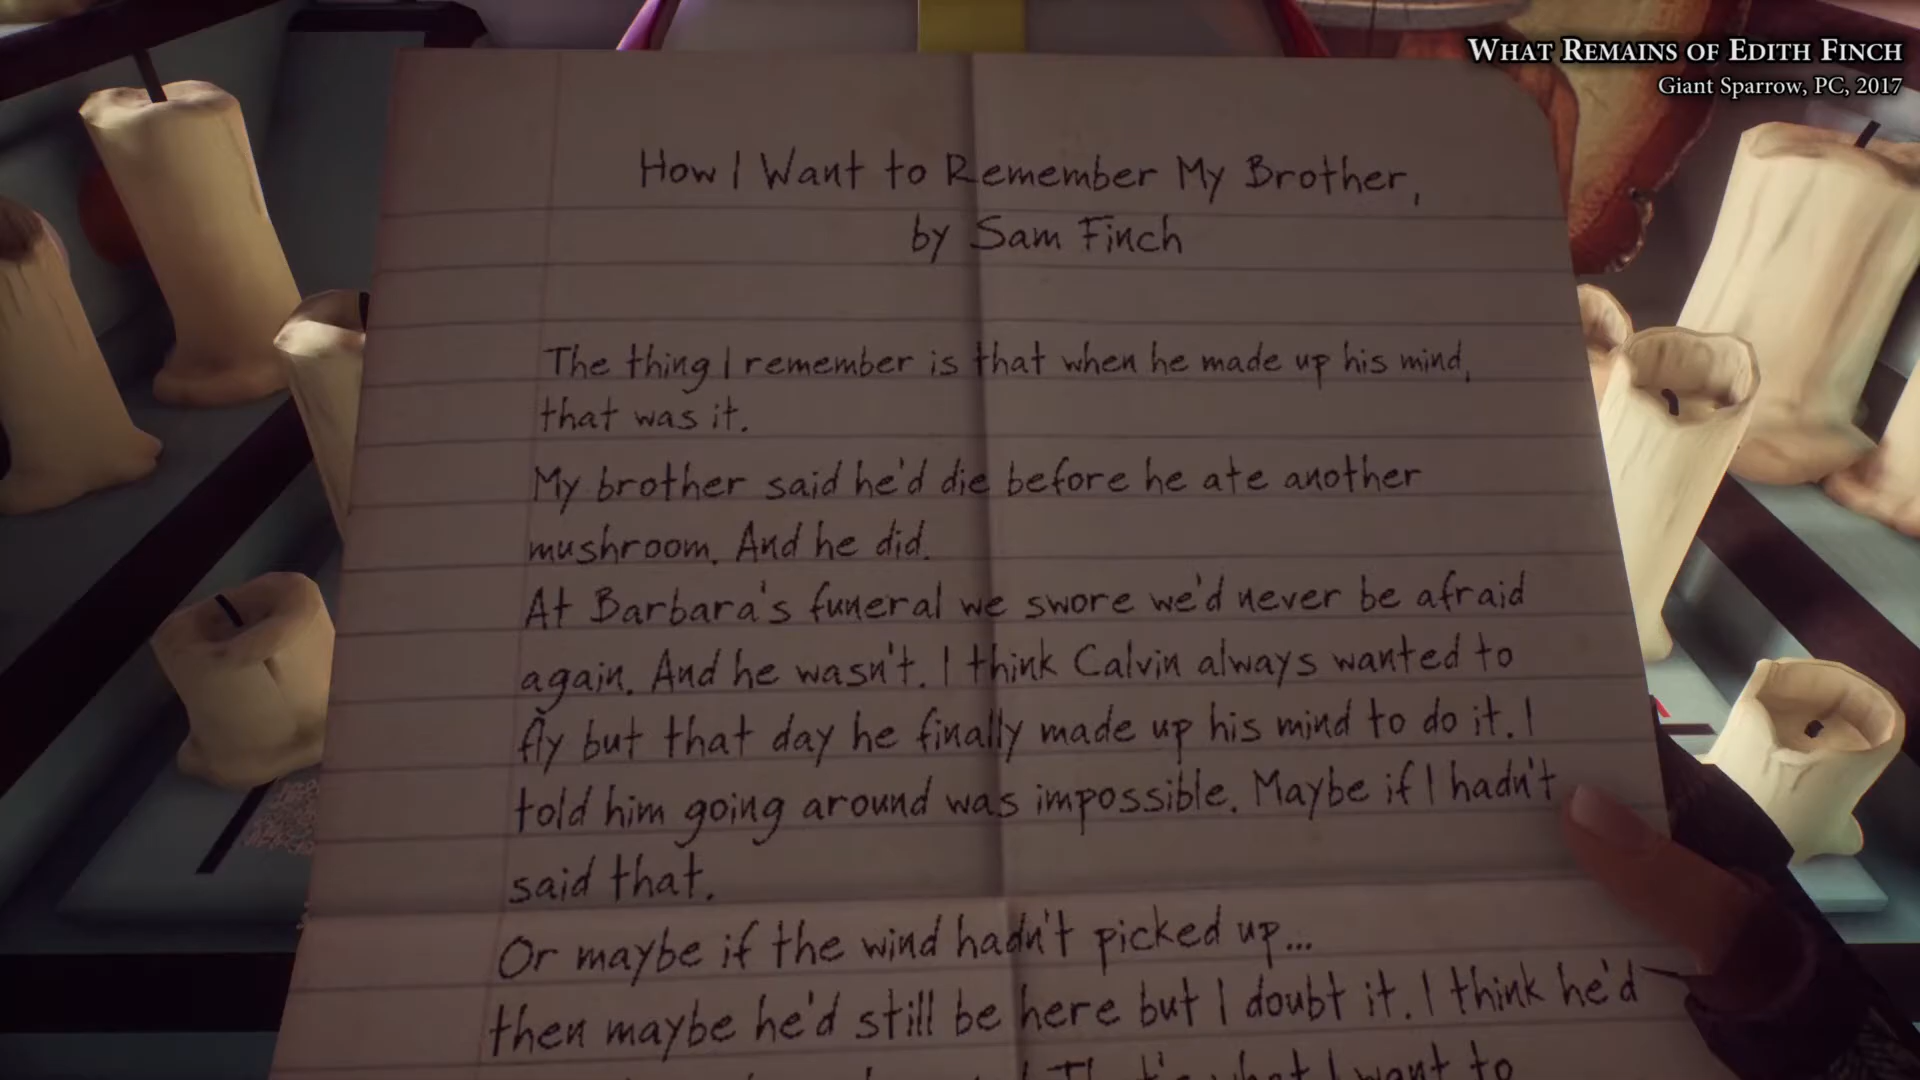 WHAT REMAINS OF EDITH FINCH
Giant Sparrow, PC, 2017
How I Want to Remember My Brother,
by Sam Finch
The thing I remember is that when he made up his mind,
that was it.
My brother said he'd die before he ate another
mushroom. And he did.
At Barbara's funeral we swore we'd never be afraid
again. And he wasn't. I think Calvin always wanted to
fly but that day he finally made up his mind to do it. I
told him going around was impossible. Maybe if I hadn't
said that.
Or maybe if the wind hadn't picked up...
then maybe he'd still be here but I doubt it. I think he'd
That's what I want to